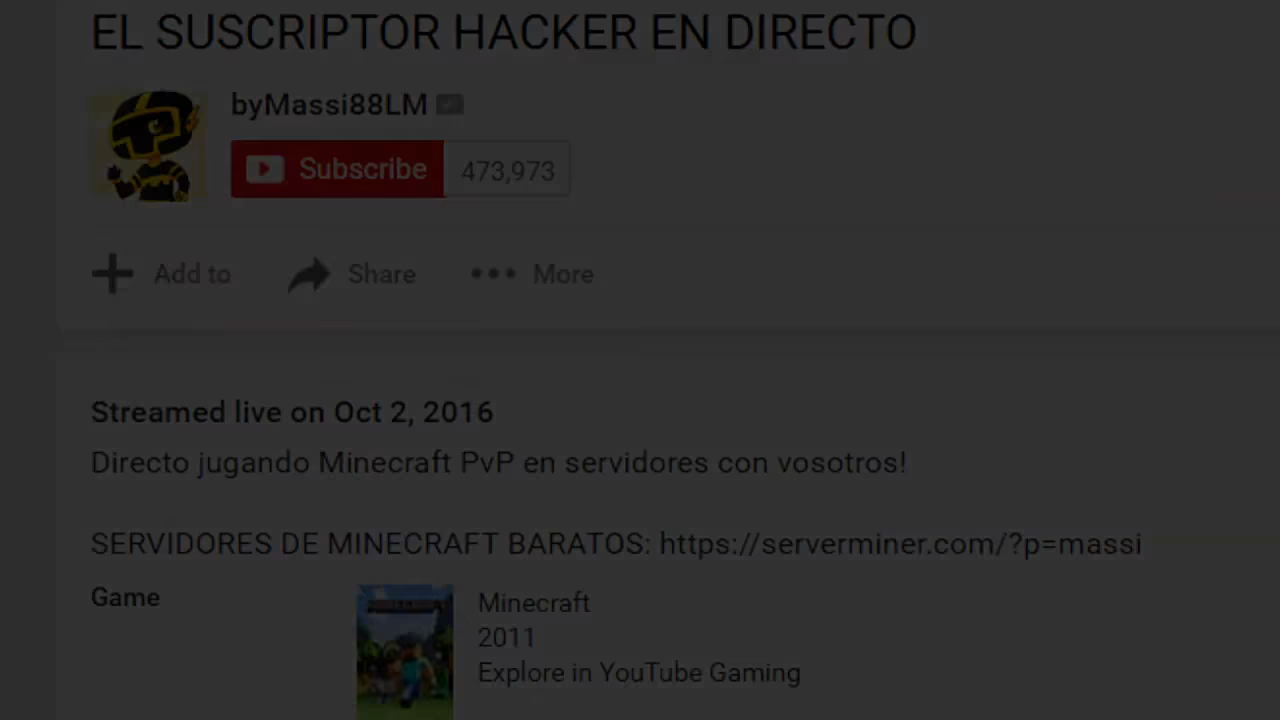 EL SUSCRIPTOR HACKER EN DIRECTO
byMassi88LM
Subscribe 473,973
Add to Share More
Streamed live on Oct 2, 2016
Directo jugando Minecraft PvP en servidores con vosotros!
SERVIDORES DE MINECRAFT BARATOS: https://serverminer.com/?p=massi
Game
Minecraft
2011
Explore in YouTube Gaming